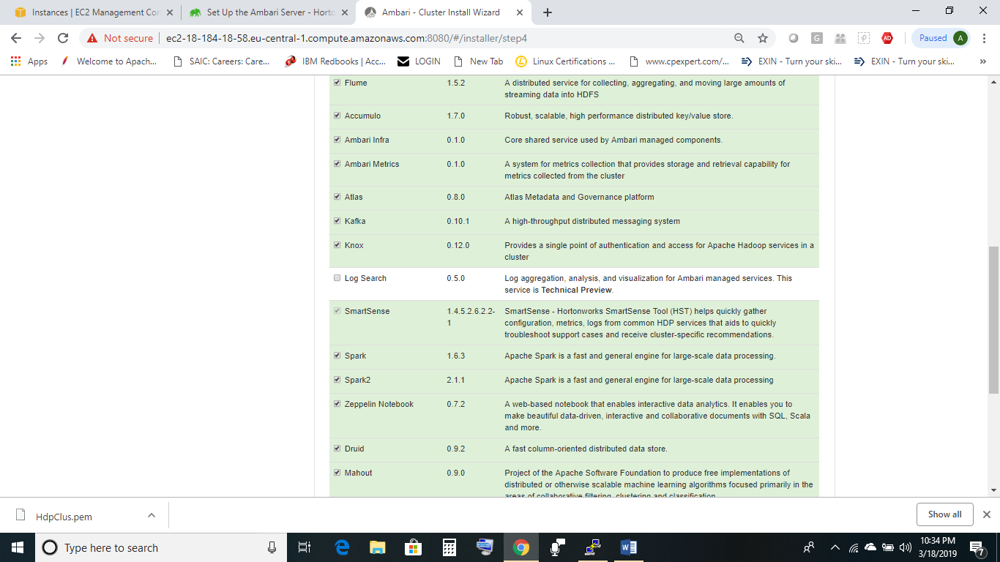 Instances | EC2 Management Con
Set Up the Ambari Server - Horto
Ambari - Cluster Install Wizard
Not secure
ec2-18-184-18-58.eu-central-1.compute.amazonaws.com:8080/#/installer/step4
Paused
A
Apps
Welcome to Apach...
SAIC: Careers: Care...
IBM Redbooks | Acc...
LOGIN
New Tab
Linux Certifications ...
www.cpexpert.com/...
EXIN - Turn your ski...
EXIN - Turn your ski...
»
Flume 1.5.2 A distributed service for collecting, aggregating, and moving large amounts of
streaming data into HDFS
Accumulo 1.7.0 Robust, scalable, high performance distributed key/value store.
Ambari Infra 0.1.0 Core shared service used by Ambari managed components.
Ambari Metrics 0.1.0 A system for metrics collection that provides storage and retrieval capability for
metrics collected from the cluster
Atlas 0.8.0 Atlas Metadata and Governance platform
Kafka 0.10.1 A high-throughput distributed messaging system
Knox 0.12.0 Provides a single point of authentication and access for Apache Hadoop services in a
cluster
Log Search 0.5.0 Log aggregation, analysis, and visualization for Ambari managed services. This
service is Technical Preview.
SmartSense 1.4.5.2.6.2.2- SmartSense - Hortonworks SmartSense Tool (HST) helps quickly gather
1 configuration, metrics, logs from common HDP services that aids to quickly
troubleshoot support cases and receive cluster-specific recommendations.
Spark 1.6.3 Apache Spark is a fast and general engine for large-scale data processing.
Spark2 2.1.1 Apache Spark is a fast and general engine for large-scale data processing
Zeppelin Notebook 0.7.2 A web-based notebook that enables interactive data analytics. It enables you to
make beautiful data-driven, interactive and collaborative documents with SQL, Scala
and more.
Druid 0.9.2 A fast column-oriented distributed data store.
Mahout 0.9.0 Project of the Apache Software Foundation to produce free implementations of
distributed or otherwise scalable machine learning algorithms focused primarily in the
areas of collaborative filtering, clustering and classification
HdpClus.pem
Show all
Type here to search
10:34 PM
3/18/2019
7